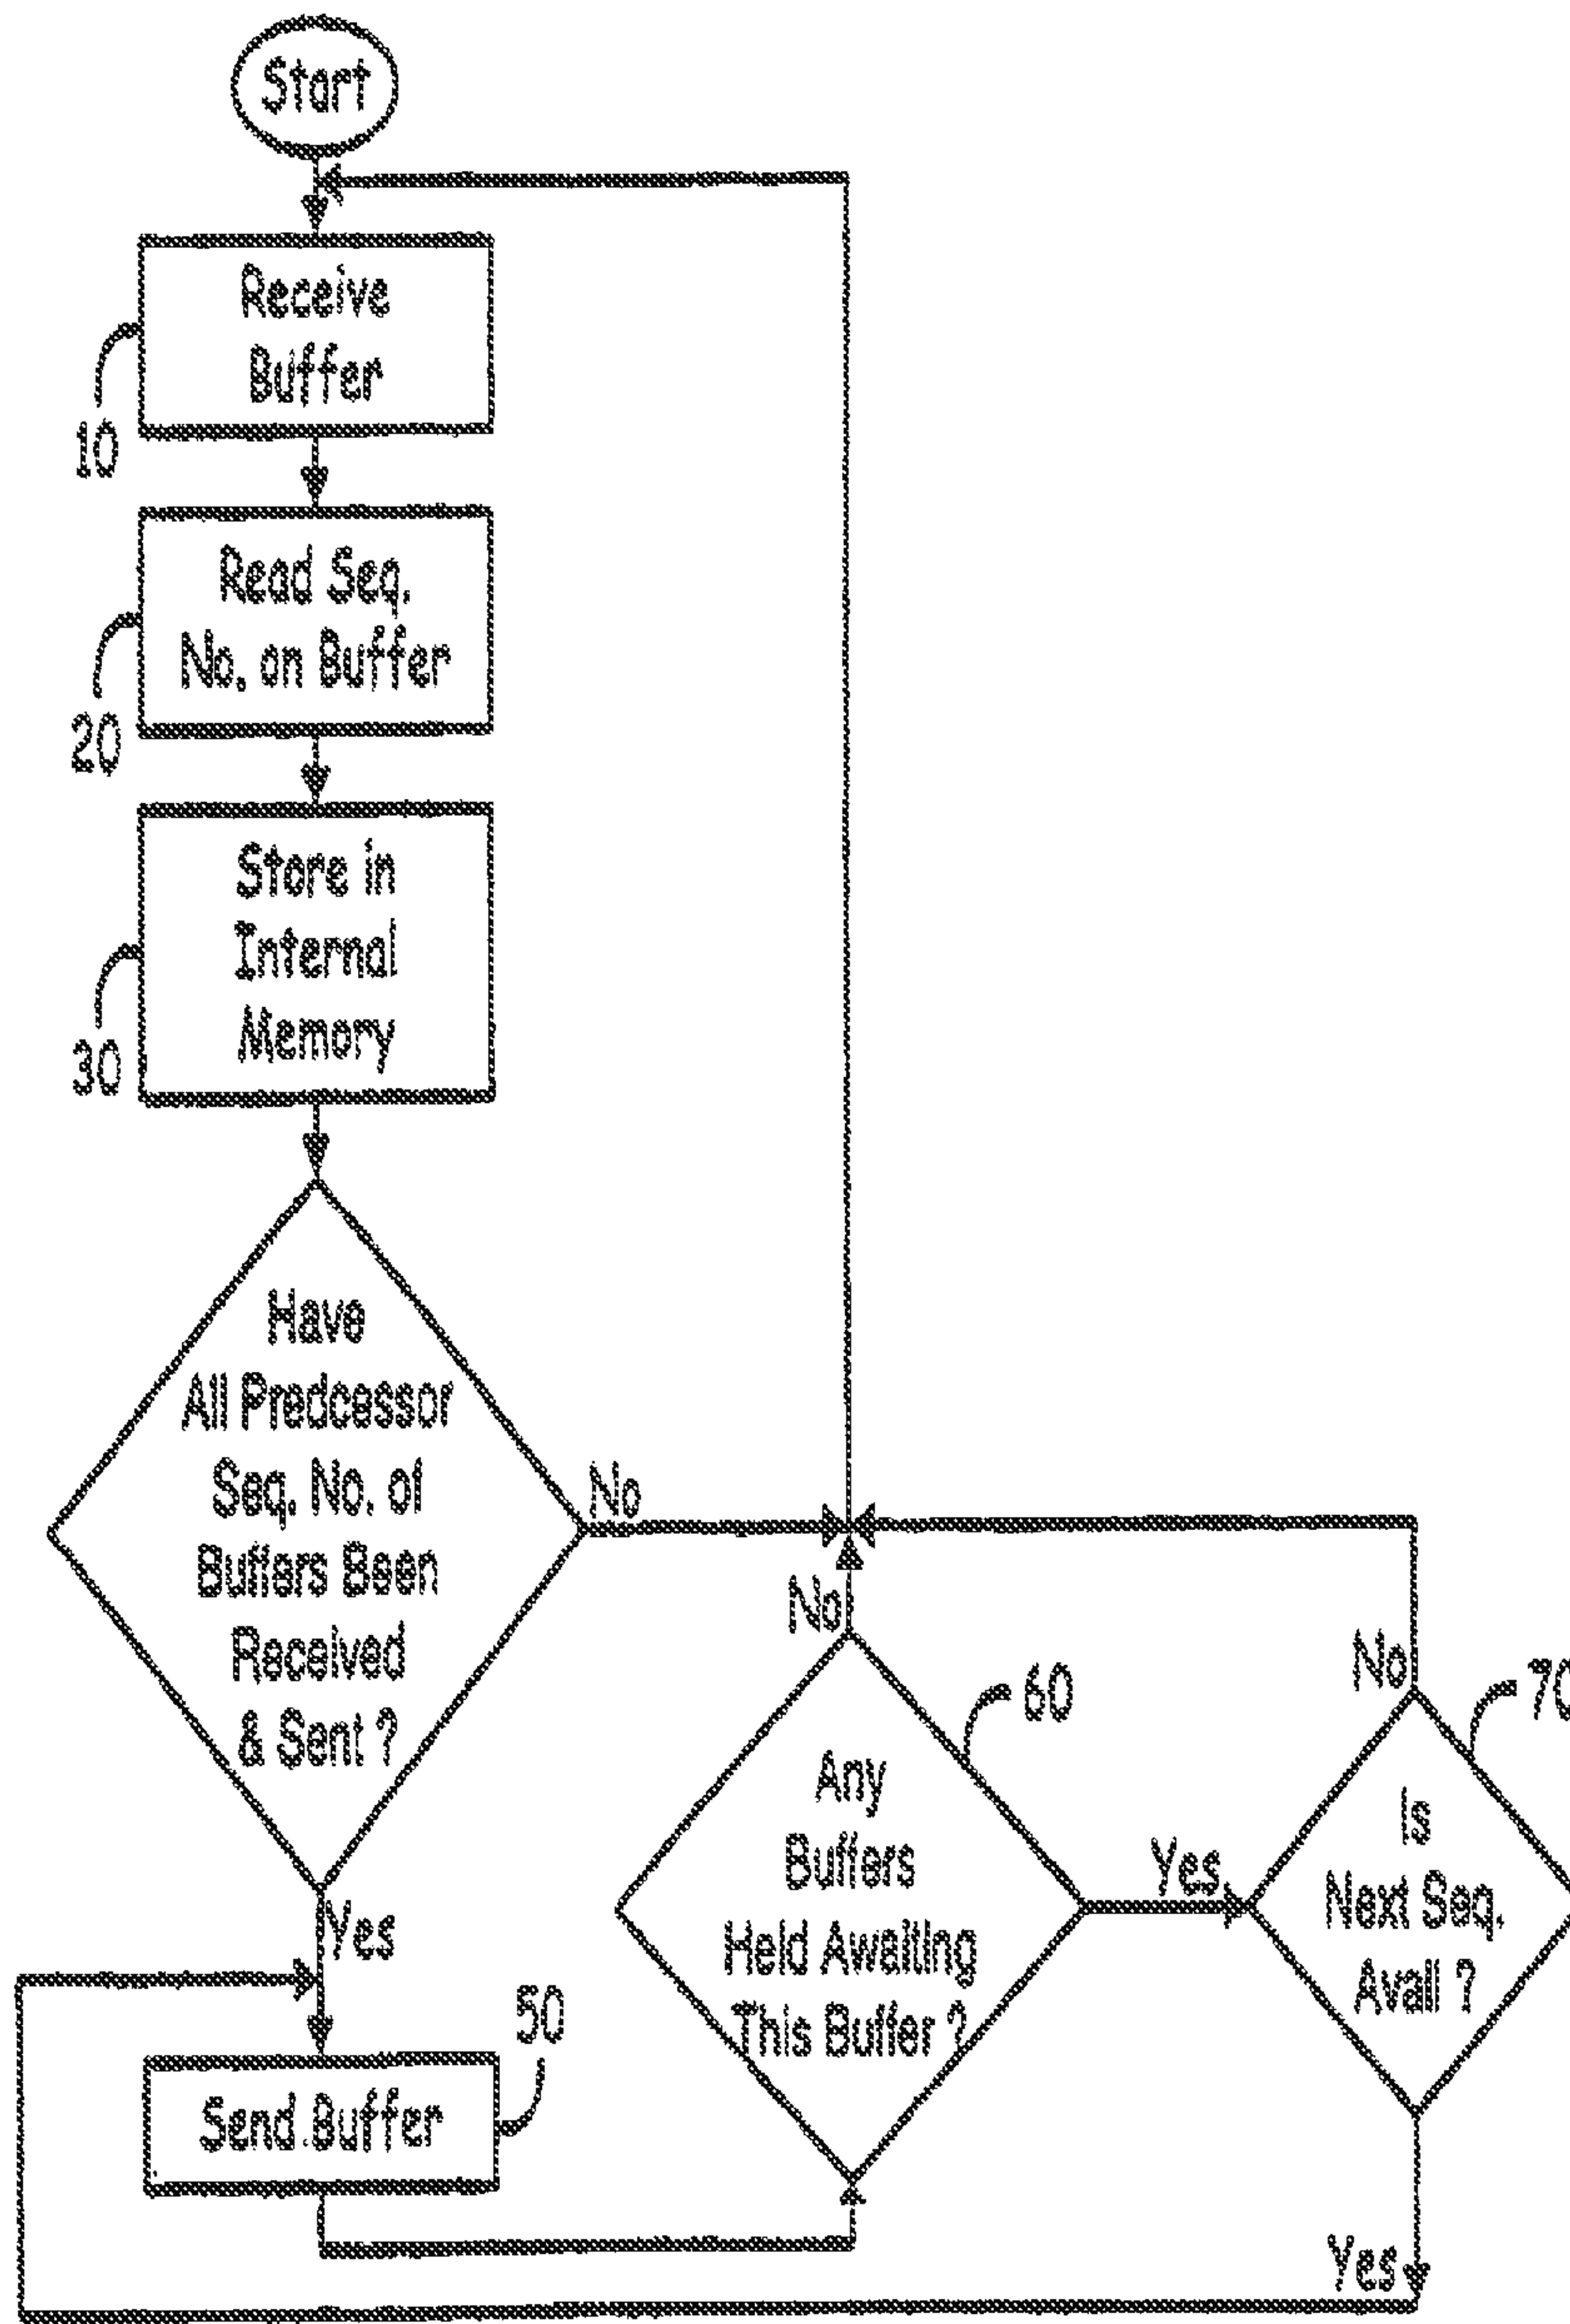 Start
Receive
Buffer
10
Read Seq.
No. on Buffer
20
Store in
Internal
Memory
30
Have
All Predcessor
Seq. No. of
Buffers Been
Received
& Sent ?
No
Yes
Send Buffer
50
No
60
Any
Buffers
Held Awaiting
This Buffer ?
Yes
No
70
Is
Next Seq.
Avail ?
Yes